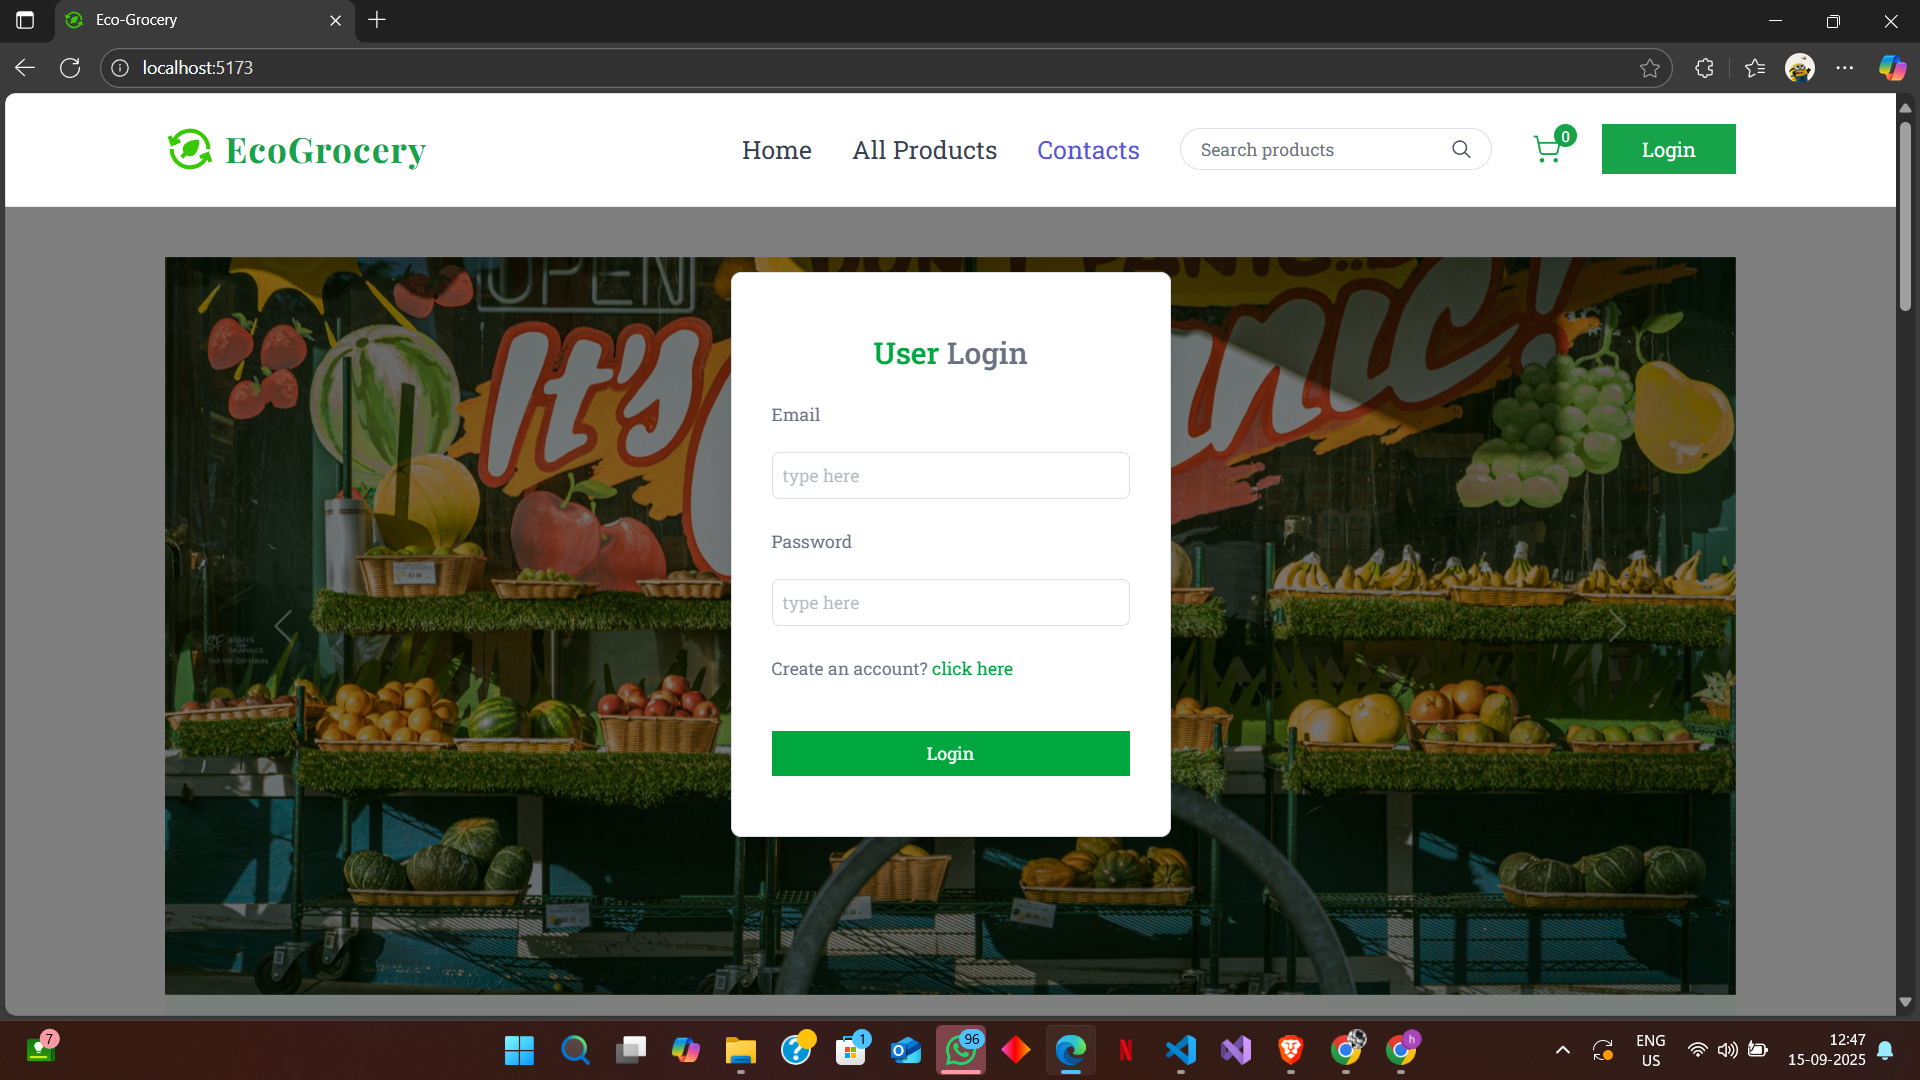 Eco-Grocery
localhost:5173
EcoGrocery
Home
All Products
Contacts
Search products
0
Login
OPEN
DON'T PANIC...
It's
User Login
Email
type here
Password
type here
Create an account? click here
Login
7
1
96
h
ENG
US
12:47
15-09-2025